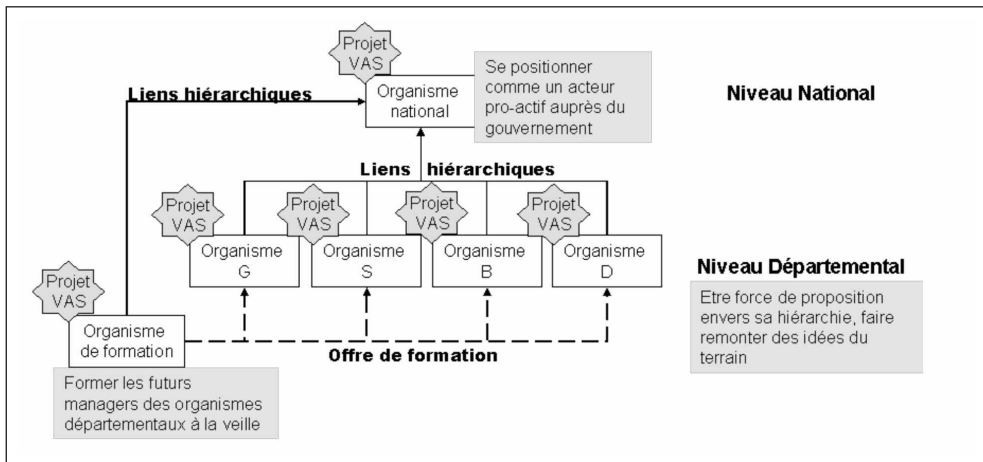 Projet
VAS
Organisme
national
Se positionner
comme un acteur
pro-actif auprès du
gouvernement
Liens hiérarchiques
Niveau National
Liens hiérarchiques
Projet
VAS
Projet
VAS
Projet
VAS
Projet
VAS
Organisme
G
Organisme
S
Organisme
B
Organisme
D
Niveau Départemental
Etre force de proposition
envers sa hiérarchie, faire
remonter des idées du
terrain
Projet
VAS
Organisme
de formation
Offre de formation
Former les futurs
managers des organismes
départementaux à la veille